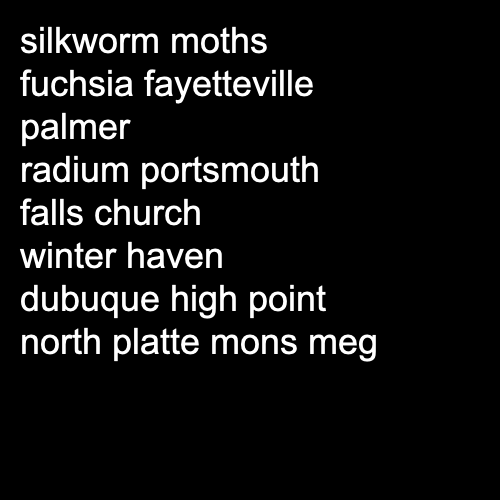 silkworm moths
fuchsia fayetteville
palmer
radium portsmouth
falls church
winter haven
dubuque high point
north platte mons meg